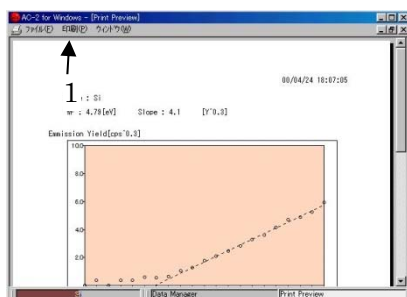 AC-2 for Windows - [Print Preview]
ファイル(F) 印刷(P) ウィンドウ(W)
00/04/24 18:07:05
1
: Si
WF : 4.79[eV] Slope : 4.1 [Y^0.3]
Emmission Yield[cps^0.3]
10.0
8.0
6.0
4.0
2.0
Data Manager
Print Preview